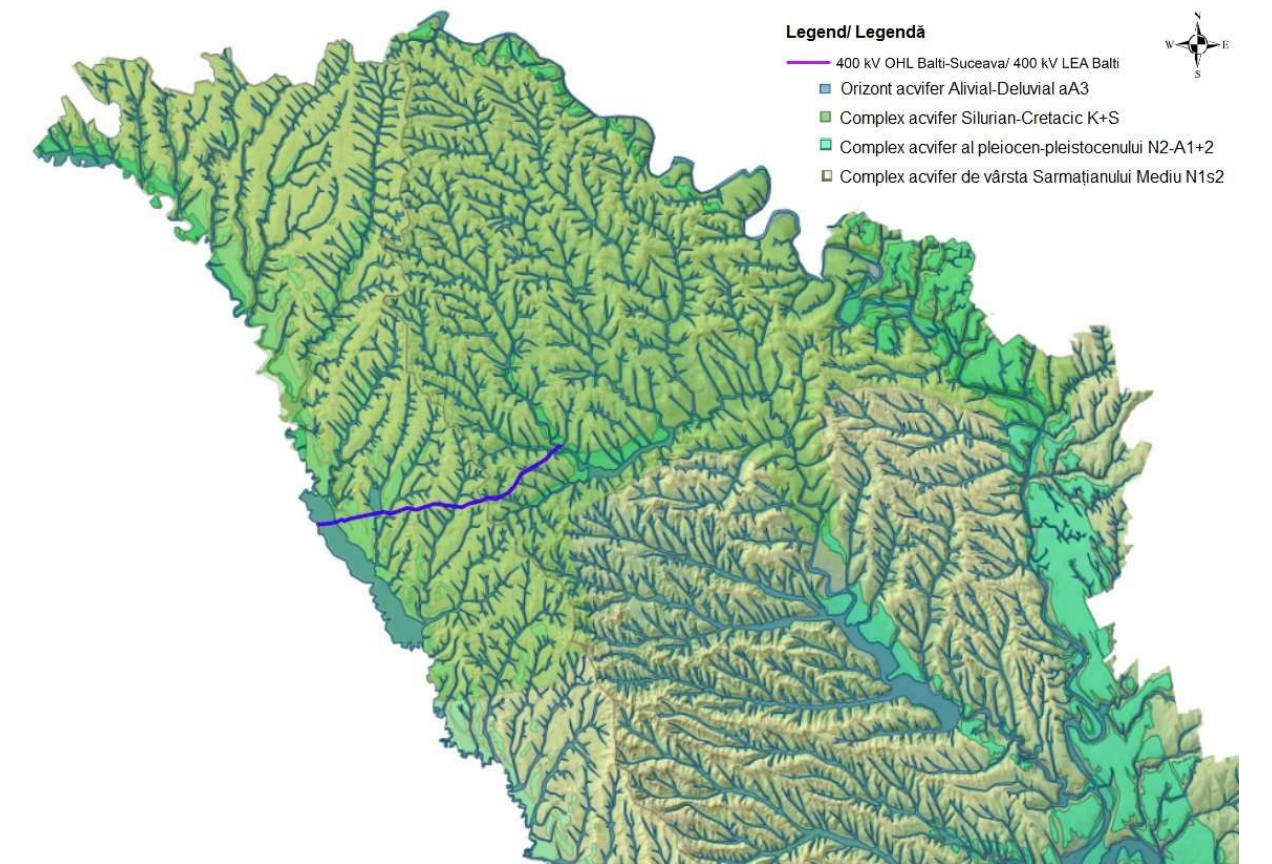 Legend/ Legendă
N
W E
S
400 kV OHL Balti-Suceava/ 400 kV LEA Balti
Orizont acvifer Alivial-Deluvial aA3
Complex acvifer Silurian-Cretacic K+S
Complex acvifer al pleiocen-pleistocenului N2-A1+2
Complex acvifer de vârsta Sarmațianului Mediu N1s2